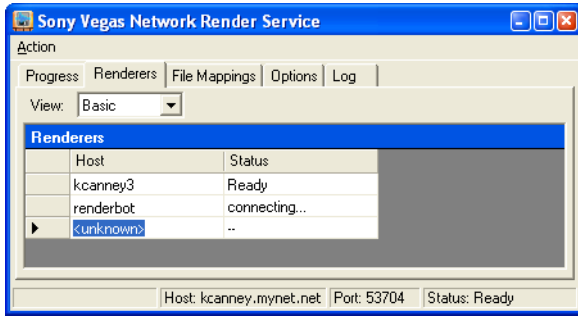 Sony Vegas Network Render Service
Action
Progress Renderers File Mappings Options Log
View: Basic
Renderers
Host Status
kcanney3 Ready
renderbot connecting...
<unknown> --
Host: kcanney.mynet.net Port: 53704 Status: Ready